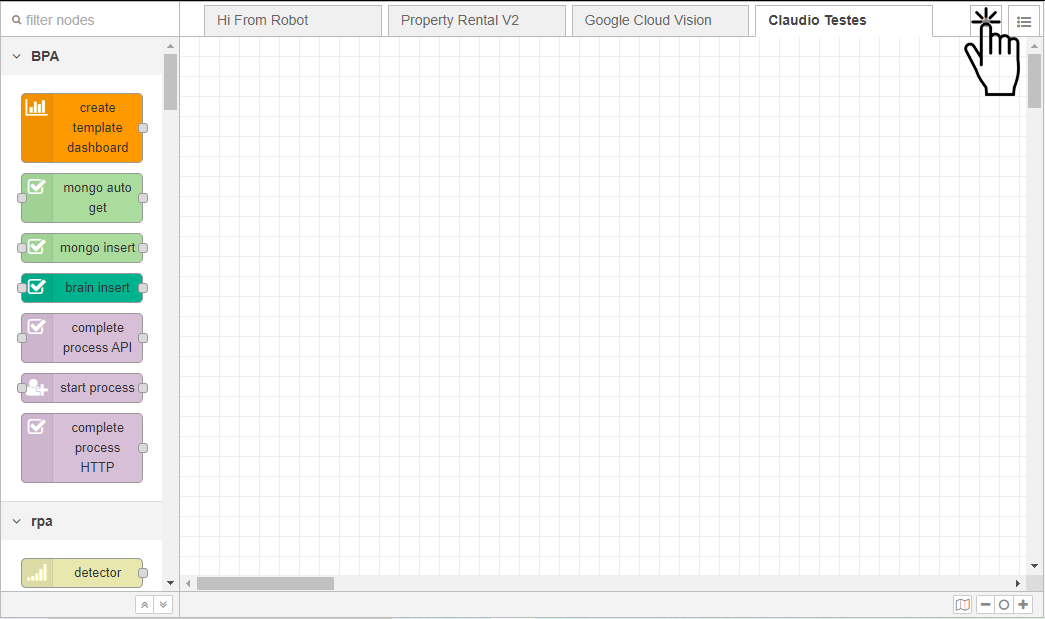 filter nodes
Hi From Robot
Property Rental V2
Google Cloud Vision
Claudio Testes
BPA
create
template
dashboard
mongo auto
get
mongo insert
brain insert
complete
process API
start process
complete
process
HTTP
rpa
detector